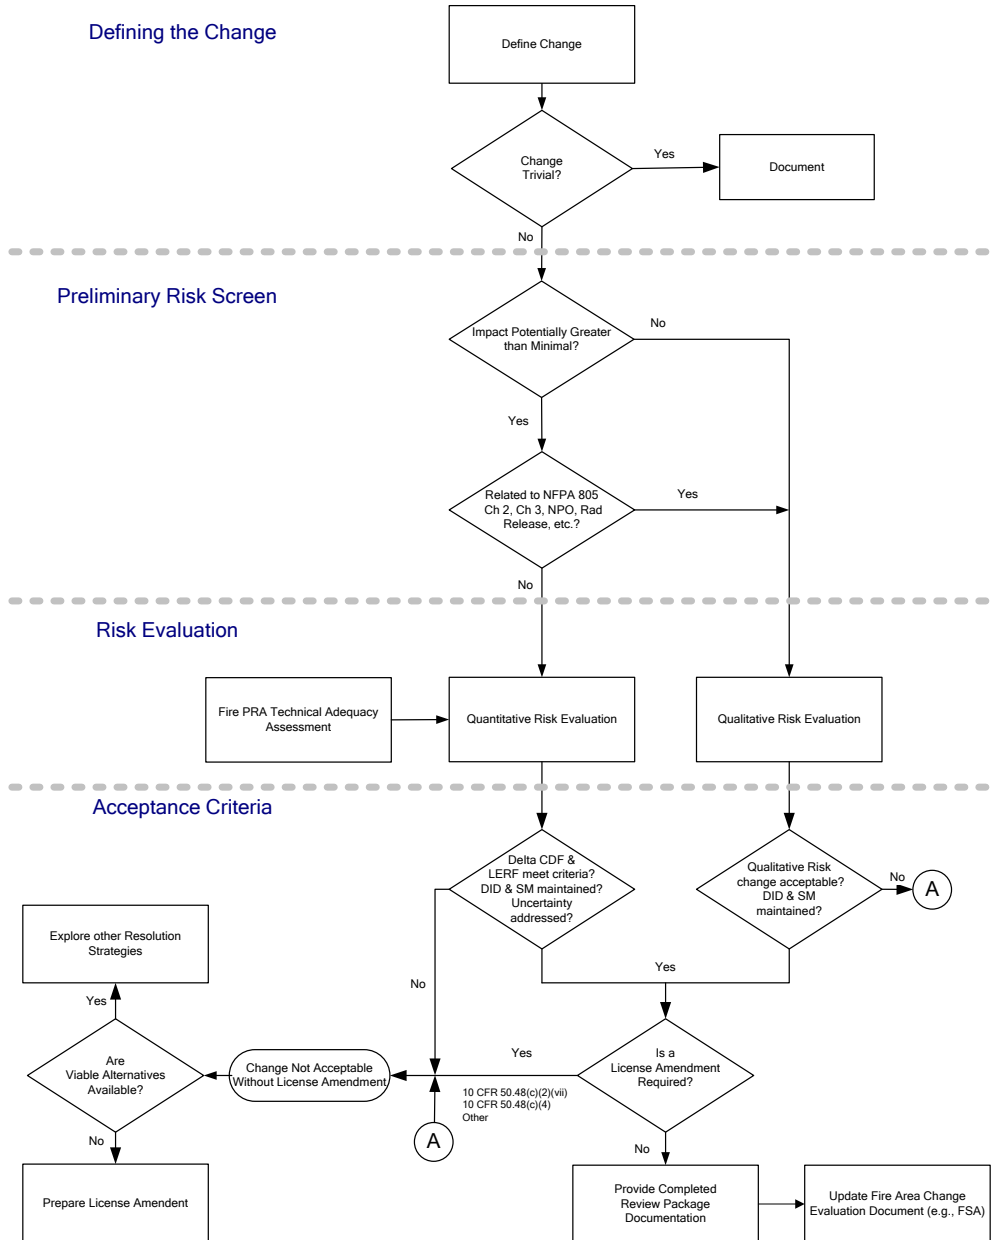 Defining the Change
Define Change
Change
Trivial?
Yes
Document
No
Preliminary Risk Screen
Impact Potentially Greater
than Minimal?
No
Yes
Related to NFPA 805
Ch 2, Ch 3, NPO, Rad
Release, etc.?
Yes
No
Risk Evaluation
Fire PRA Technical Adequacy
Assessment
Quantitative Risk Evaluation
Qualitative Risk Evaluation
Acceptance Criteria
Delta CDF &
LERF meet criteria?
DID & SM maintained?
Uncertainty
addressed?
Qualitative Risk
change acceptable?
DID & SM
maintained?
No
A
Explore other Resolution
Strategies
Yes
No
Yes
Are
Viable Alternatives
Available?
Change Not Acceptable
Without License Amendment
Yes
Is a
License Amendment
Required?
10 CFR 50.48(c)(2)(vii)
10 CFR 50.48(c)(4)
Other
A
No
No
Prepare License Amendent
Provide Completed
Review Package
Documentation
Update Fire Area Change
Evaluation Document (e.g., FSA)